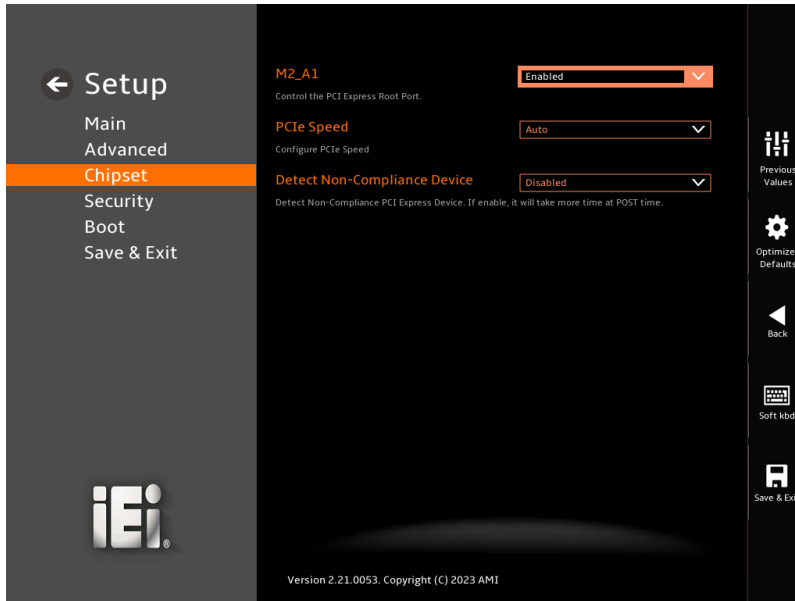 Setup
Main
Advanced
Chipset
Security
Boot
Save & Exit
iEi®
M2_A1
Enabled
Control the PCI Express Root Port.
PCIe Speed
Auto
Configure PCIe Speed
Detect Non-Compliance Device
Disabled
Detect Non-Compliance PCI Express Device. If enable, it will take more time at POST time.
Previous
Values
Optimize
Defaults
Back
Soft kbd
Save & Exi
Version 2.21.0053. Copyright (C) 2023 AMI